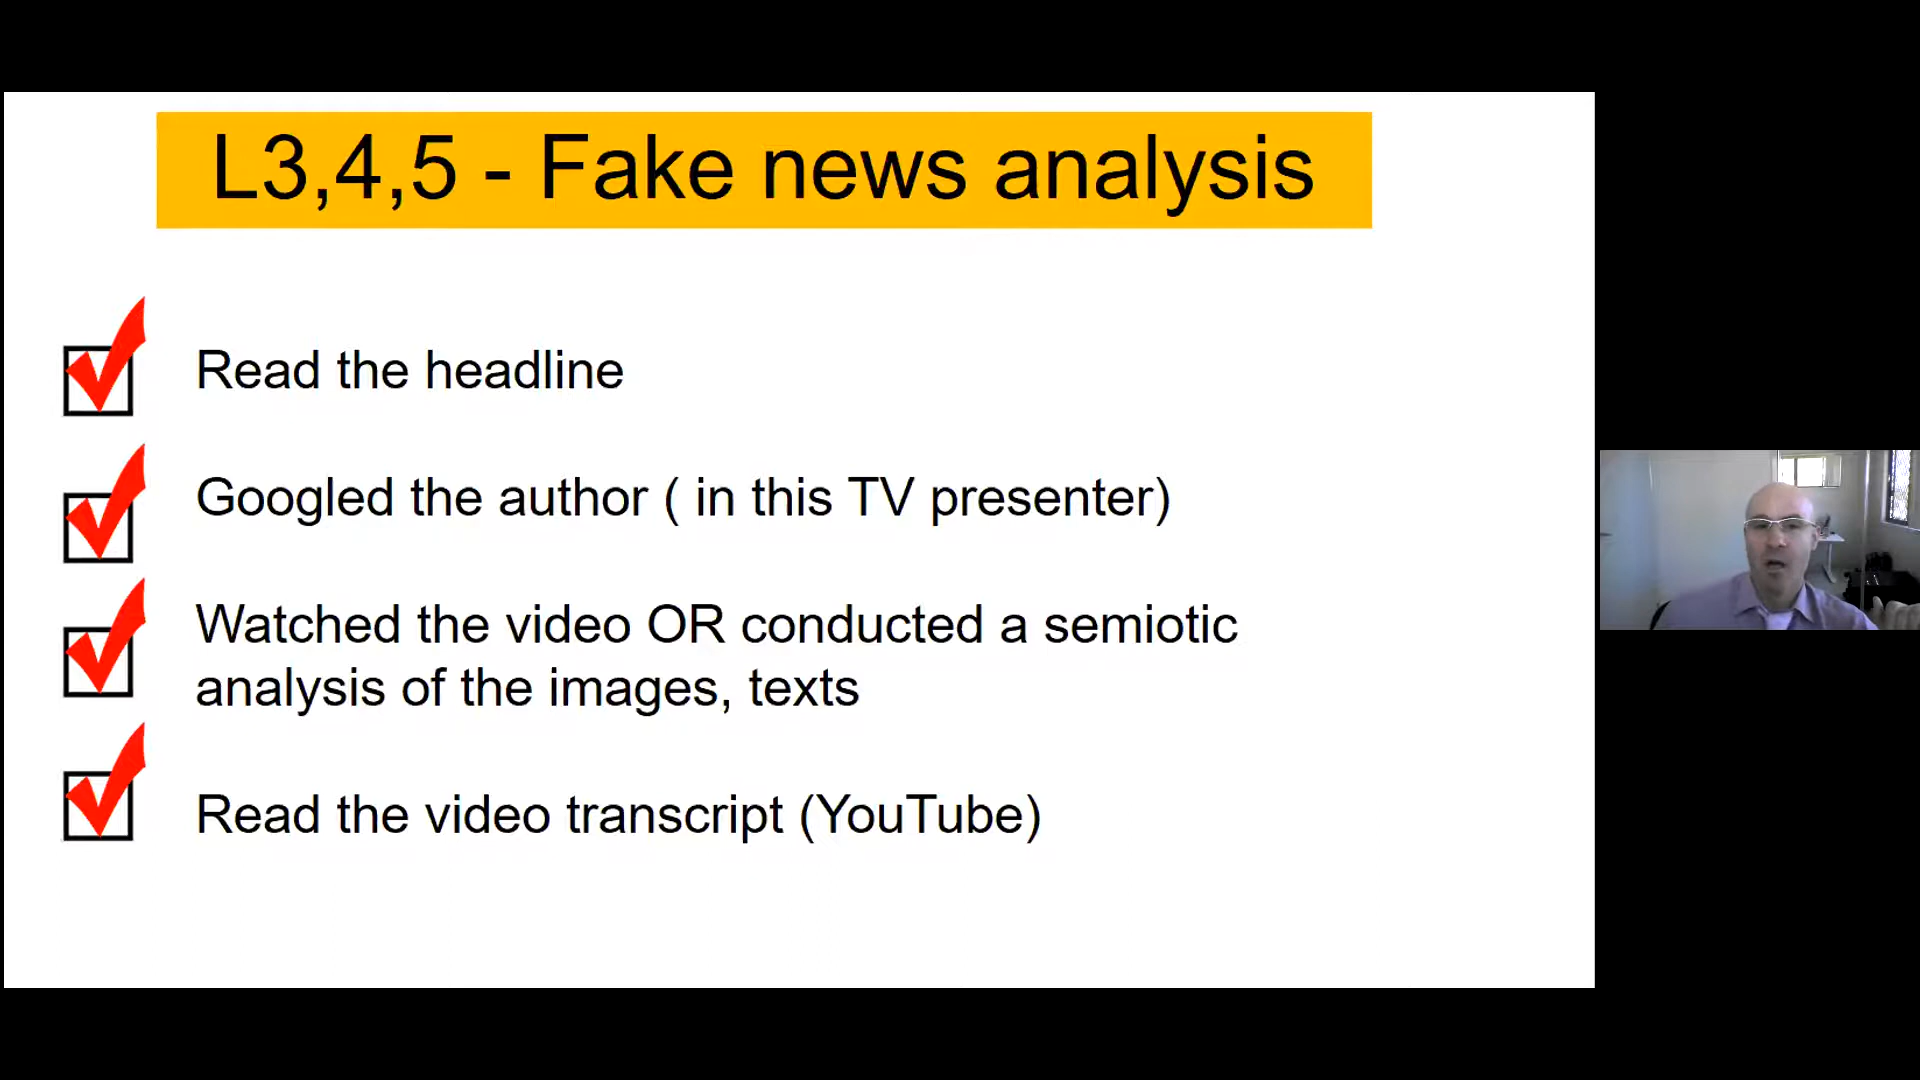 L3,4,5 - Fake news analysis
Read the headline
Googled the author ( in this TV presenter)
Watched the video OR conducted a semiotic
analysis of the images, texts
Read the video transcript (YouTube)